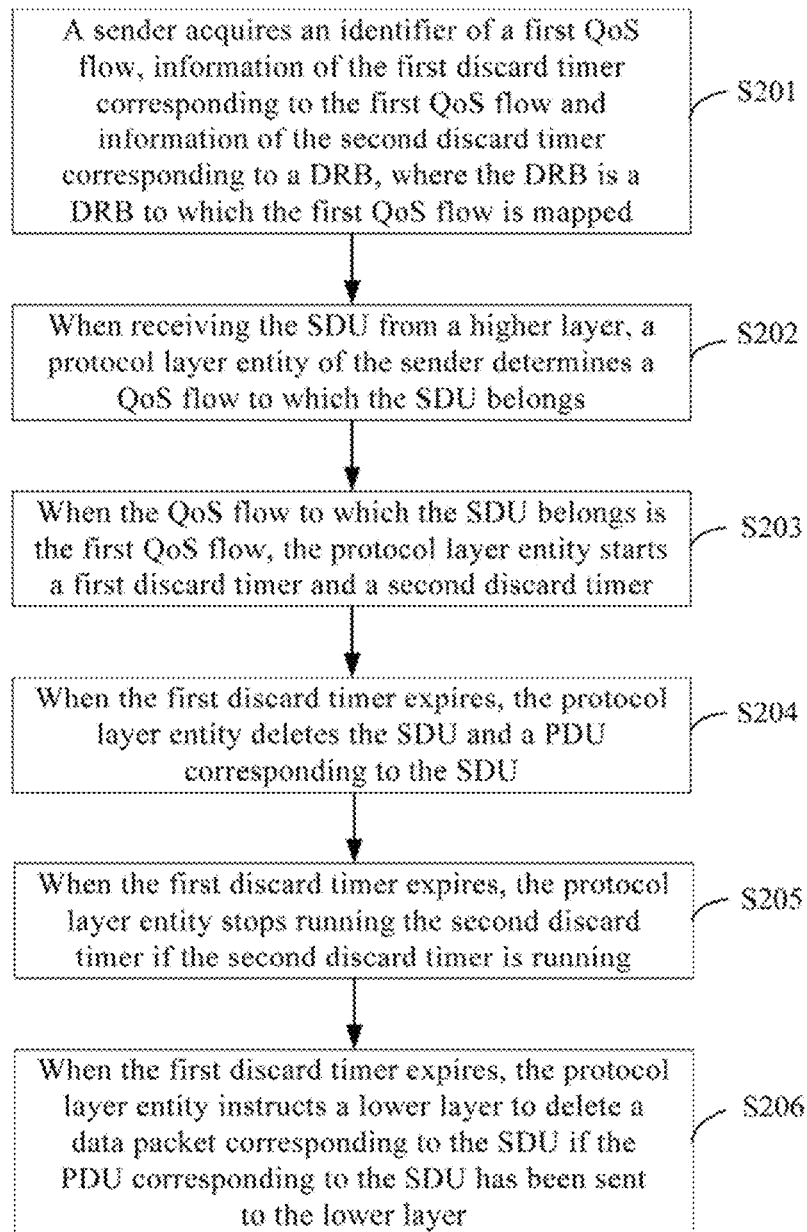 A sender acquires an identifier of a first QoS
flow, information of the first discard timer
corresponding to the first QoS flow and
information of the second discard timer
corresponding to a DRB, where the DRB is a
DRB to which the first QoS flow is mapped
S201
When receiving the SDU from a higher layer, a
protocol layer entity of the sender determines a
QoS flow to which the SDU belongs
S202
When the QoS flow to which the SDU belongs is
the first QoS flow, the protocol layer entity starts
a first discard timer and a second discard timer
S203
When the first discard timer expires, the protocol
layer entity deletes the SDU and a PDU
corresponding to the SDU
S204
When the first discard timer expires, the protocol
layer entity stops running the second discard
timer if the second discard timer is running
S205
When the first discard timer expires, the protocol
layer entity instructs a lower layer to delete a
data packet corresponding to the SDU if the
PDU corresponding to the SDU has been sent
to the lower layer
S206